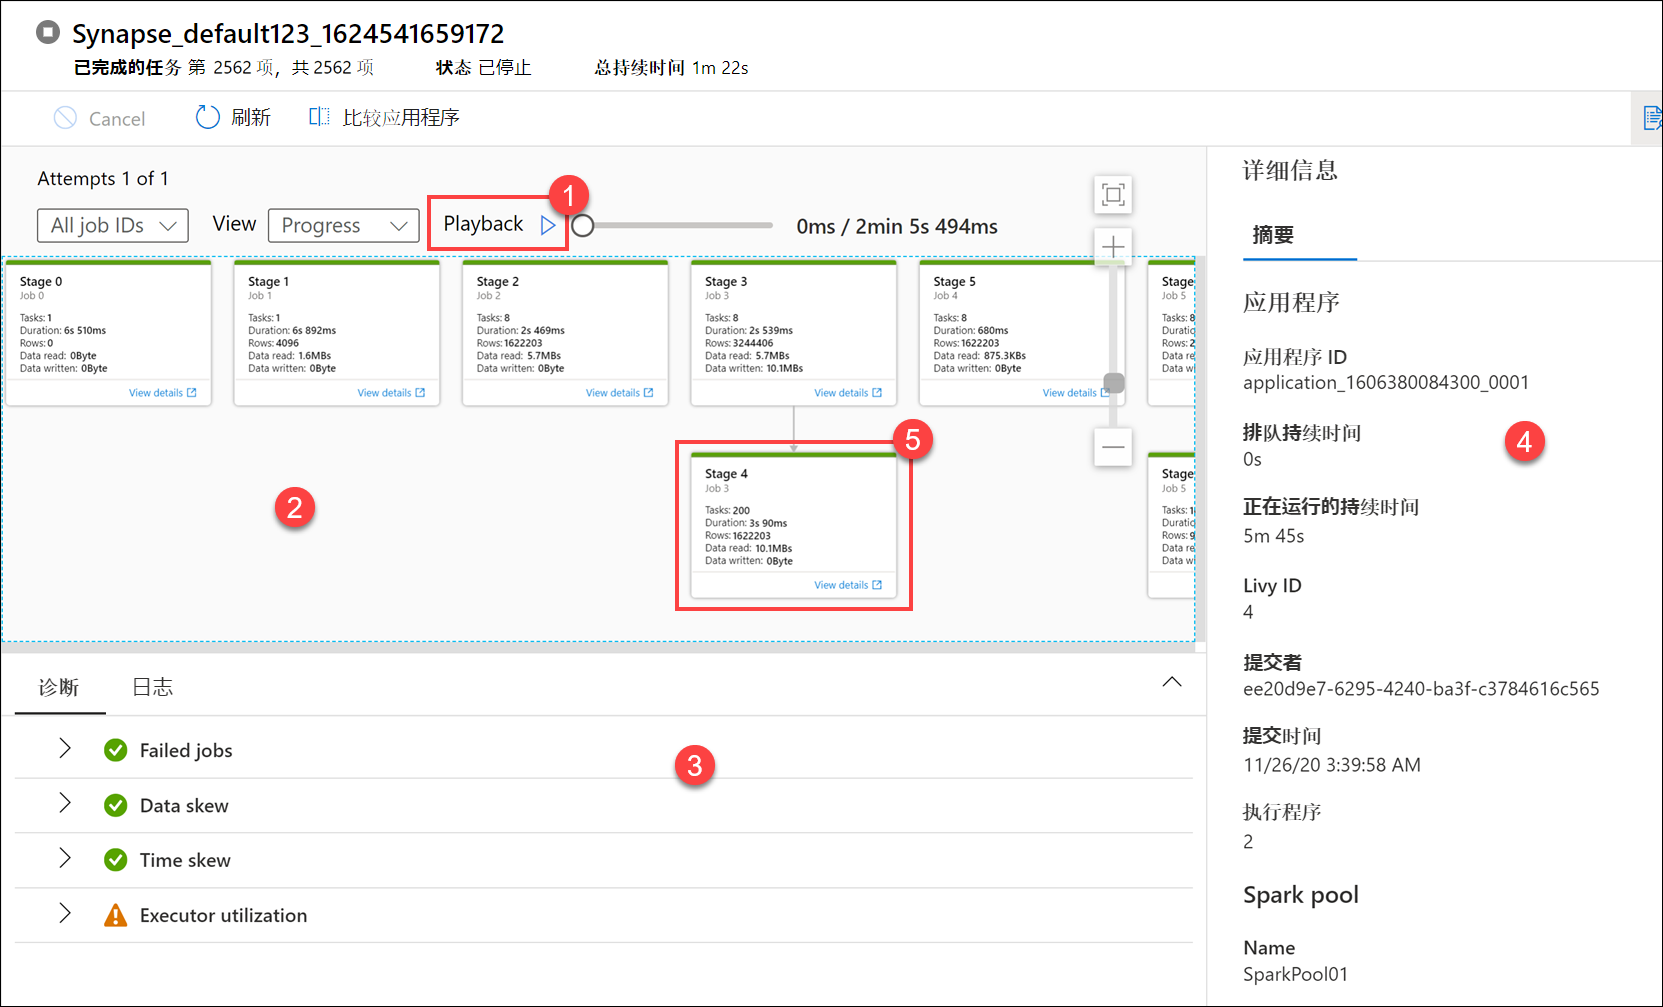 Synapse_default123_1624541659172
已完成的任务 第 2562 项，共 2562 项 状态 已停止 总持续时间 1m 22s
Cancel 刷新 比较应用程序
Attempts 1 of 1
All job IDs View Progress Playback 0ms / 2min 5s 494ms
1
Stage 0
Job 0
Tasks: 1
Duration: 6s 510ms
Rows: 0
Data read: 0Byte
Data written: 0Byte
View details
Stage 1
Job 1
Tasks: 1
Duration: 6s 892ms
Rows: 4096
Data read: 1.6MBs
Data written: 0Byte
View details
Stage 2
Job 2
Tasks: 8
Duration: 2s 469ms
Rows: 1622203
Data read: 5.7MBs
Data written: 0Byte
View details
Stage 3
Job 3
Tasks: 8
Duration: 2s 539ms
Rows: 3244406
Data read: 5.7MBs
Data written: 10.1MBs
View details
Stage 5
Job 4
Tasks: 8
Duration: 680ms
Rows: 1622203
Data read: 875.3KBs
Data written: 0Byte
View details
Stage
Job 5
Tasks: 8
Rows: 2
2
5
Stage 4
Job 3
Tasks: 200
Duration: 3s 90ms
Rows: 1622203
Data read: 10.1MBs
Data written: 0Byte
View details
Stage
Job 5
Tasks: 1
Rows: 9
诊断 日志
Failed jobs
3
Data skew
Time skew
Executor utilization
详细信息
摘要
应用程序
应用程序 ID
application_1606380084300_0001
排队持续时间
0s
4
正在运行的持续时间
5m 45s
Livy ID
4
提交者
ee20d9e7-6295-4240-ba3f-c3784616c565
提交时间
11/26/20 3:39:58 AM
执行程序
2
Spark pool
Name
SparkPool01